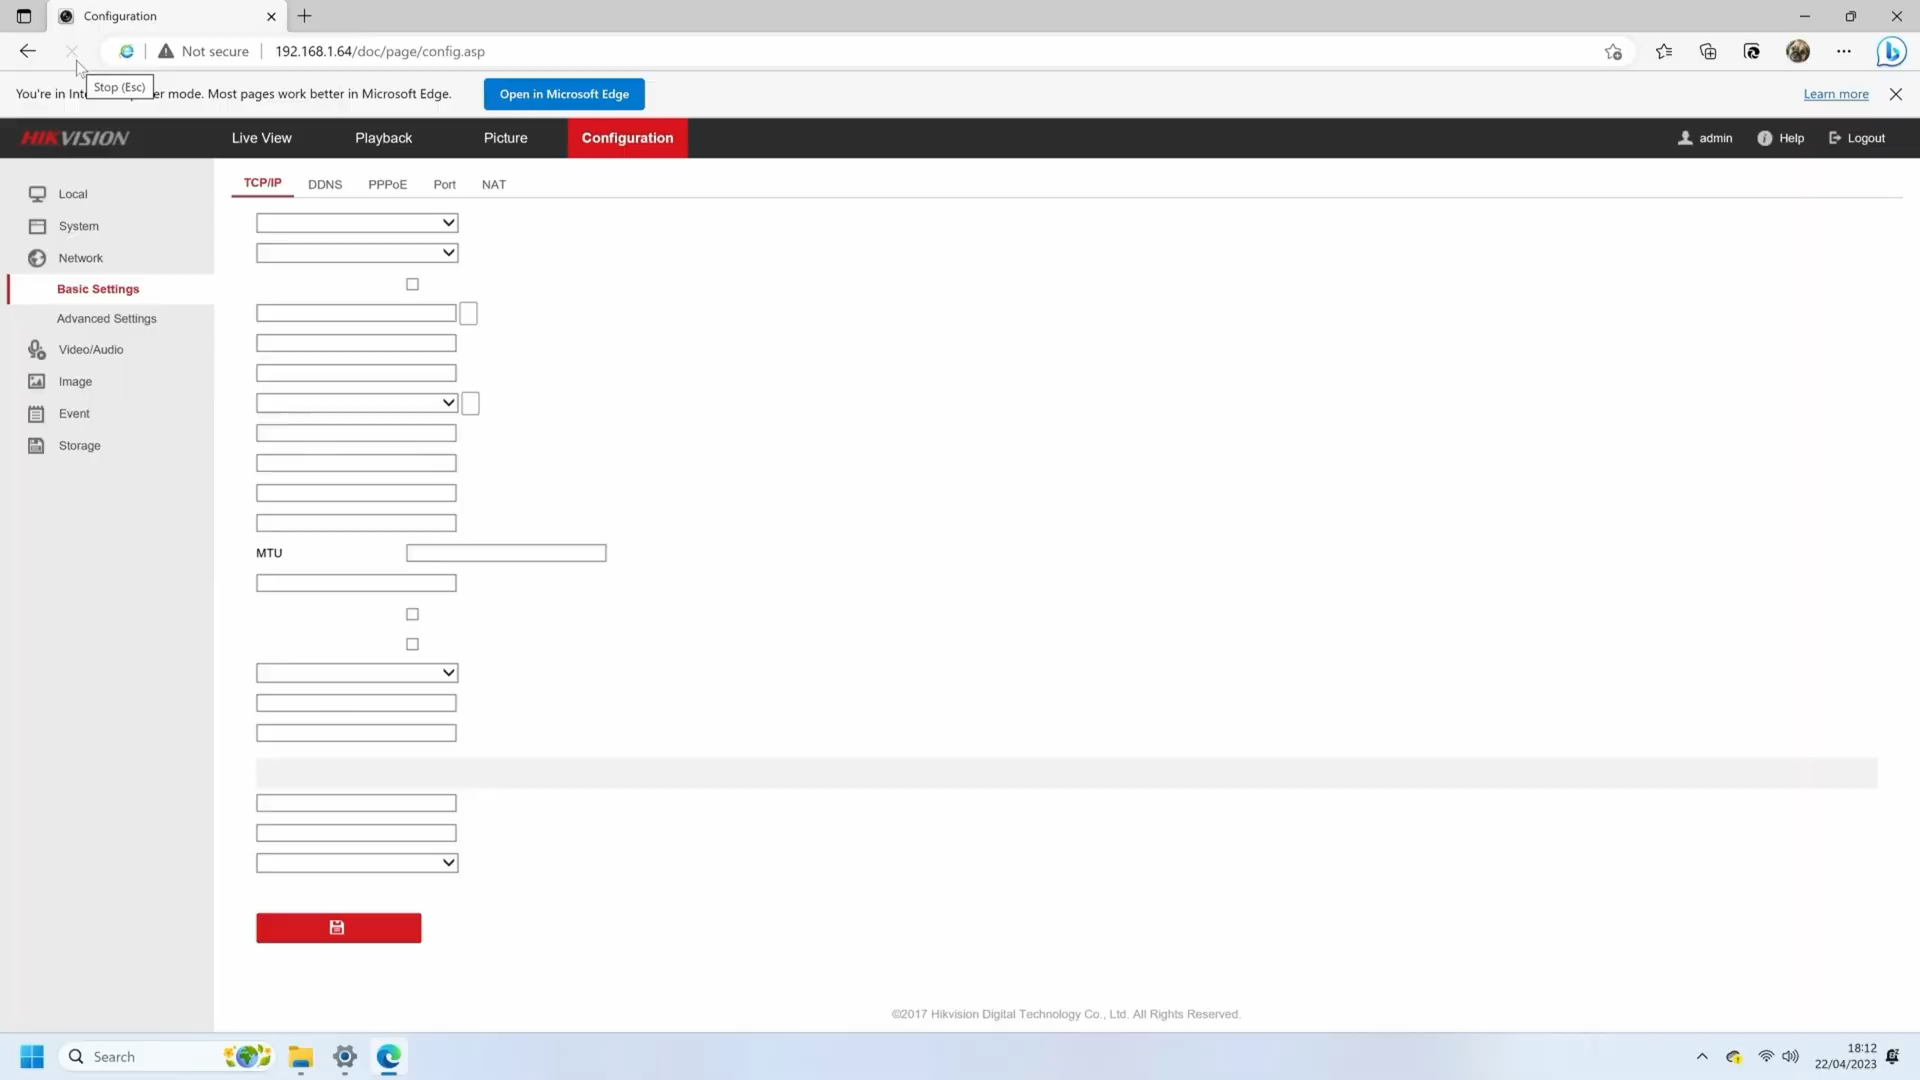 Configuration
Not secure
192.168.1.64/doc/page/config.asp
Stop (Esc)
You're in Inte er mode. Most pages work better in Microsoft Edge.
Open in Microsoft Edge
Learn more
HIKVISION
Live View
Playback
Picture
Configuration
admin
Help
Logout
Local
System
Network
Basic Settings
Advanced Settings
Video/Audio
Image
Event
Storage
TCP/IP
DDNS
PPPoE
Port
NAT
MTU
©2017 Hikvision Digital Technology Co., Ltd. All Rights Reserved.
Search
18:12
22/04/2023